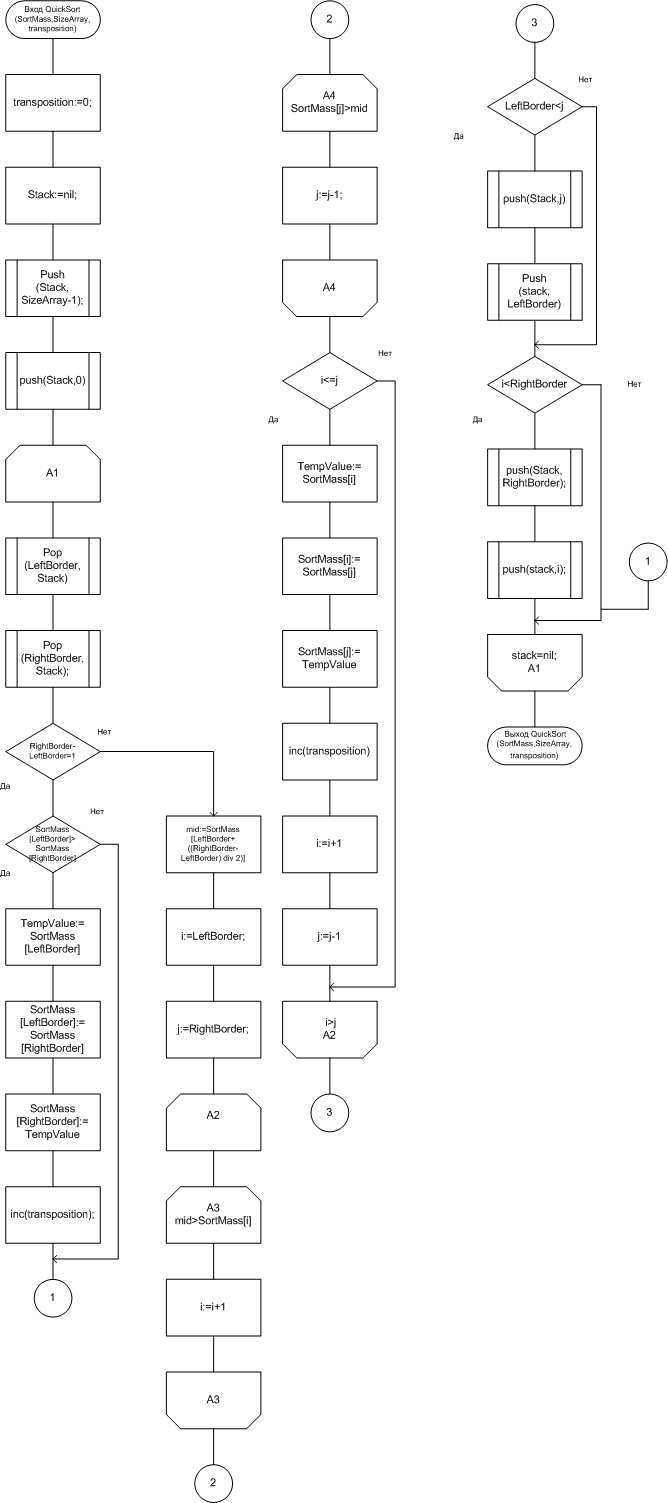 Вход QuickSort
(SortMass,SizeArray,
transposition)
transposition:=0;
Stack:=nil;
Push
(Stack,
SizeArray-1);
push(Stack,0)
A1
Pop
(LeftBorder,
Stack)
Pop
(RightBorder,
Stack);
RightBorder-
LeftBorder=1
Нет
Да
SortMass
[LeftBorder]>
SortMass
[RightBorder]
Нет
Да
TempValue:=
SortMass
[LeftBorder]
SortMass
[LeftBorder]:=
SortMass
[RightBorder]
SortMass
[RightBorder]:=
TempValue
inc(transposition);
1
mid:=SortMass
[LeftBorder+
((RightBorder-
LeftBorder) div 2)]
i:=LeftBorder;
j:=RightBorder;
A2
A3
mid>SortMass[i]
i:=i+1
A3
2
2
A4
SortMass[j]>mid
j:=j-1;
A4
i<=j
Нет
Да
TempValue:=
SortMass[i]
SortMass[i]:=
SortMass[j]
SortMass[j]:=
TempValue
inc(transposition)
i:=i+1
j:=j-1
i>j
A2
3
3
LeftBorder<j
Нет
Да
push(Stack,j)
Push
(stack,
LeftBorder)
i<RightBorder
Нет
Да
push(Stack,
RightBorder);
push(stack,i);
1
stack=nil;
A1
Выход QuickSort
(SortMass,SizeArray,
transposition)